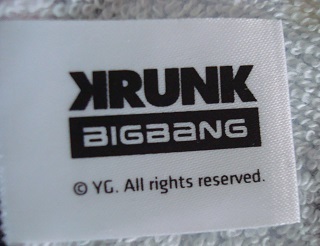 KRUNK
BIGBANG
© YG. All rights reserved.